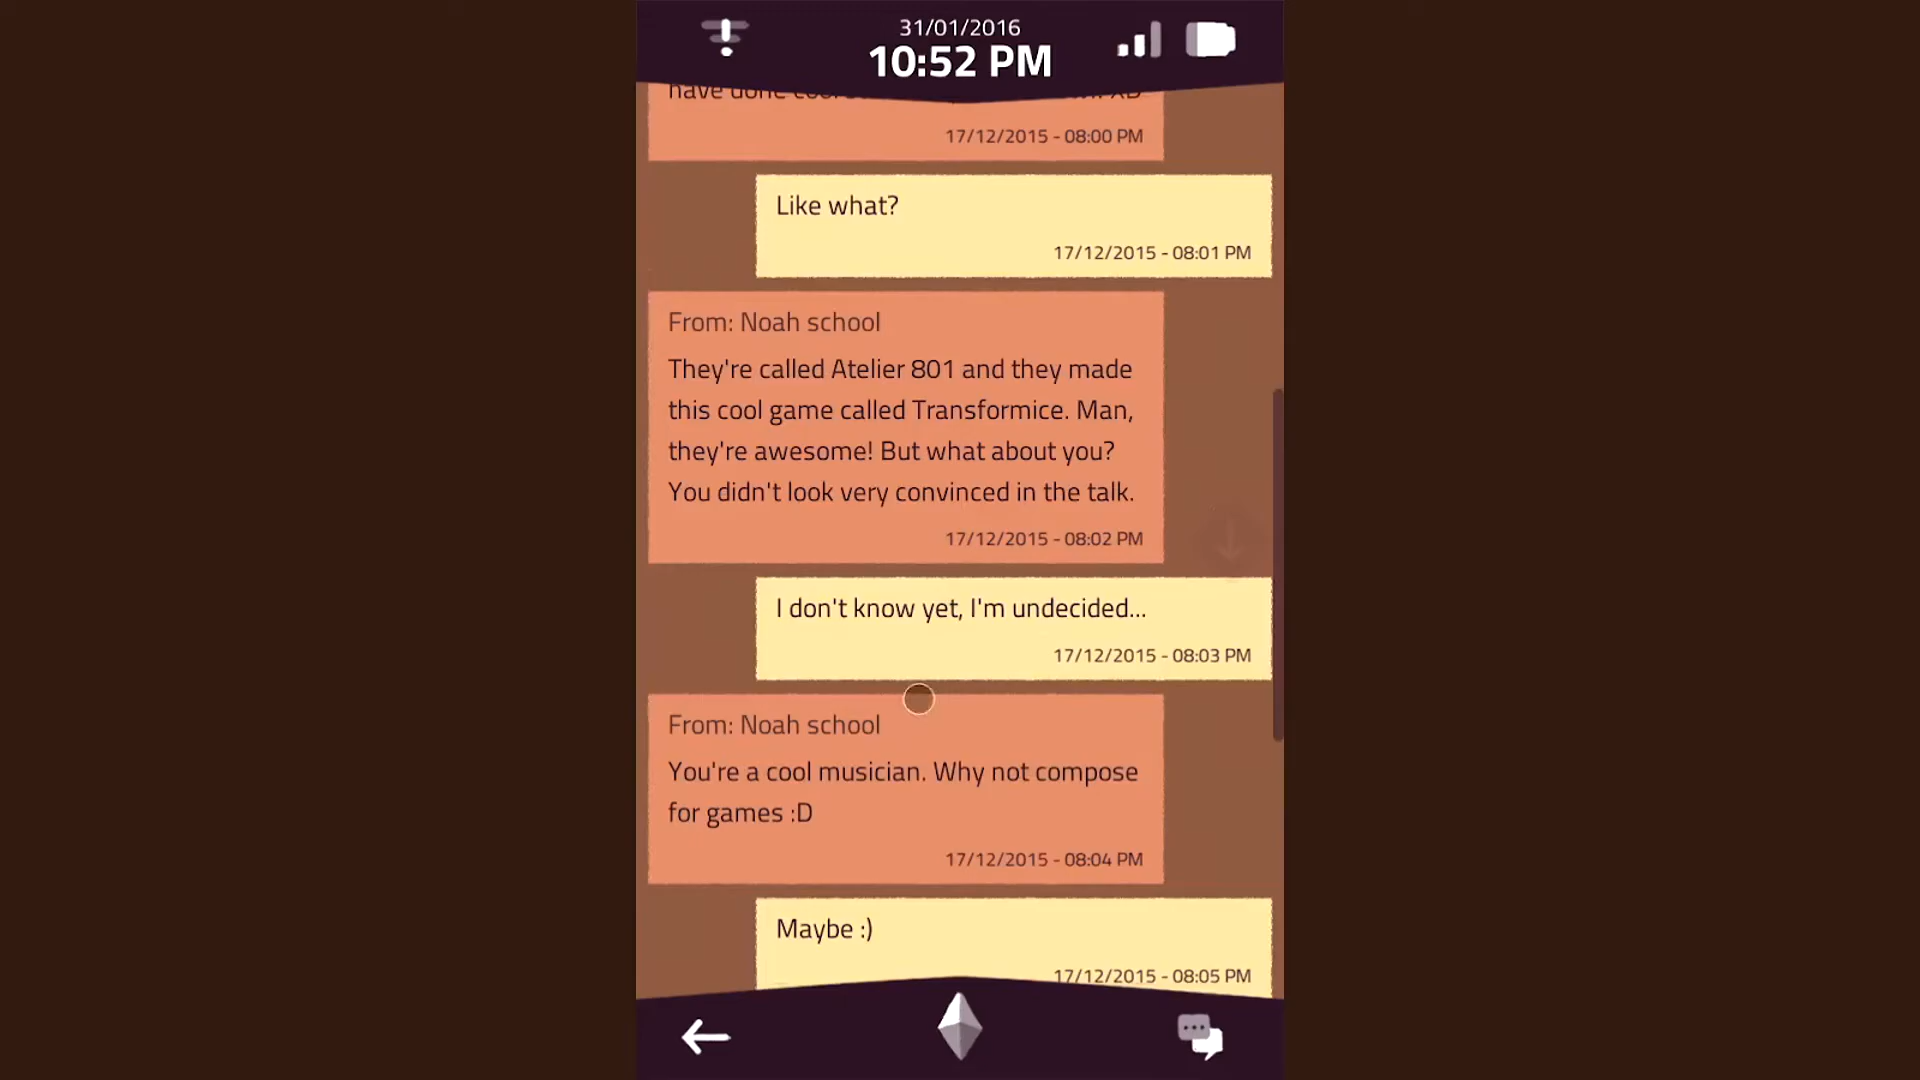 31/01/2016
10:52 PM
have done
17/12/2015 - 08:00 PM
Like what?
17/12/2015 - 08:01 PM
From: Noah school
They're called Atelier 801 and they made
this cool game called Transformice. Man,
they're awesome! But what about you?
You didn't look very convinced in the talk.
17/12/2015 - 08:02 PM
I don't know yet, I'm undecided...
17/12/2015 - 08:03 PM
From: Noah school
You're a cool musician. Why not compose
for games :D
17/12/2015 - 08:04 PM
Maybe :)
17/12/2015 - 08:05 PM